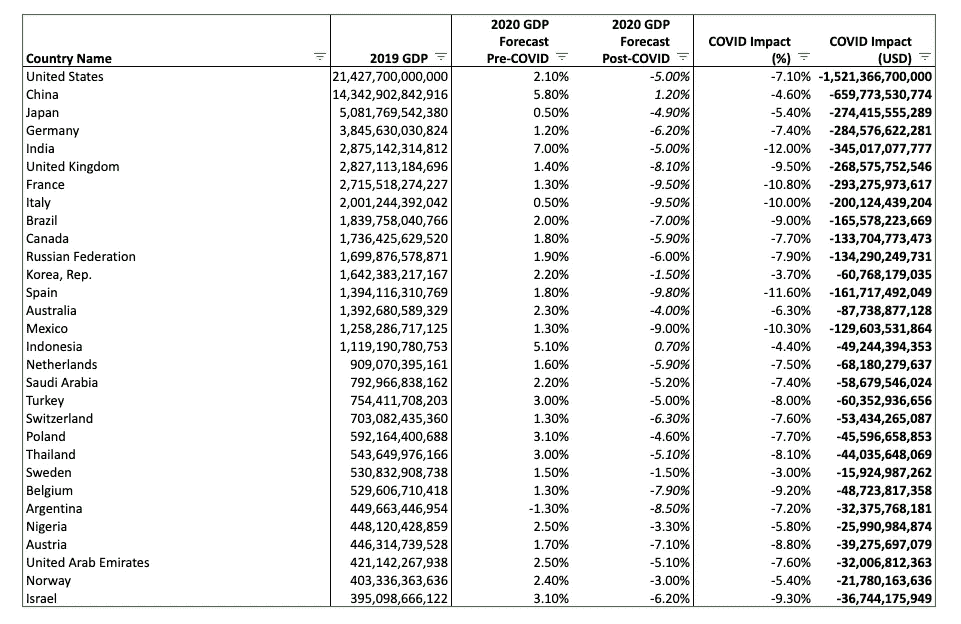 2020 GDP 2020 GDP
Forecast Forecast COVID Impact COVID Impact
Country Name 2019 GDP Pre-COVID Post-COVID (%) (USD)
United States 21,427,700,000,000 2.10% -5.00% -7.10% -1,521,366,700,000
China 14,342,902,842,916 5.80% 1.20% -4.60% -659,773,530,774
Japan 5,081,769,542,380 0.50% -4.90% -5.40% -274,415,555,289
Germany 3,845,630,030,824 1.20% -6.20% -7.40% -284,576,622,281
India 2,875,142,314,812 7.00% -5.00% -12.00% -345,017,077,777
United Kingdom 2,827,113,184,696 1.40% -8.10% -9.50% -268,575,752,546
France 2,715,518,274,227 1.30% -9.50% -10.80% -293,275,973,617
Italy 2,001,244,392,042 0.50% -9.50% -10.00% -200,124,439,204
Brazil 1,839,758,040,766 2.00% -7.00% -9.00% -165,578,223,669
Canada 1,736,425,629,520 1.80% -5.90% -7.70% -133,704,773,473
Russian Federation 1,699,876,578,871 1.90% -6.00% -7.90% -134,290,249,731
Korea, Rep. 1,642,383,217,167 2.20% -1.50% -3.70% -60,768,179,035
Spain 1,394,116,310,769 1.80% -9.80% -11.60% -161,717,492,049
Australia 1,392,680,589,329 2.30% -4.00% -6.30% -87,738,877,128
Mexico 1,258,286,717,125 1.30% -9.00% -10.30% -129,603,531,864
Indonesia 1,119,190,780,753 5.10% 0.70% -4.40% -49,244,394,353
Netherlands 909,070,395,161 1.60% -5.90% -7.50% -68,180,279,637
Saudi Arabia 792,966,838,162 2.20% -5.20% -7.40% -58,679,546,024
Turkey 754,411,708,203 3.00% -5.00% -8.00% -60,352,936,656
Switzerland 703,082,435,360 1.30% -6.30% -7.60% -53,434,265,087
Poland 592,164,400,688 3.10% -4.60% -7.70% -45,596,658,853
Thailand 543,649,976,166 3.00% -5.10% -8.10% -44,035,648,069
Sweden 530,832,908,738 1.50% -1.50% -3.00% -15,924,987,262
Belgium 529,606,710,418 1.30% -7.90% -9.20% -48,723,817,358
Argentina 449,663,446,954 -1.30% -8.50% -7.20% -32,375,768,181
Nigeria 448,120,428,859 2.50% -3.30% -5.80% -25,990,984,874
Austria 446,314,739,528 1.70% -7.10% -8.80% -39,275,697,079
United Arab Emirates 421,142,267,938 2.50% -5.10% -7.60% -32,006,812,363
Norway 403,336,363,636 2.40% -3.00% -5.40% -21,780,163,636
Israel 395,098,666,122 3.10% -6.20% -9.30% -36,744,175,949